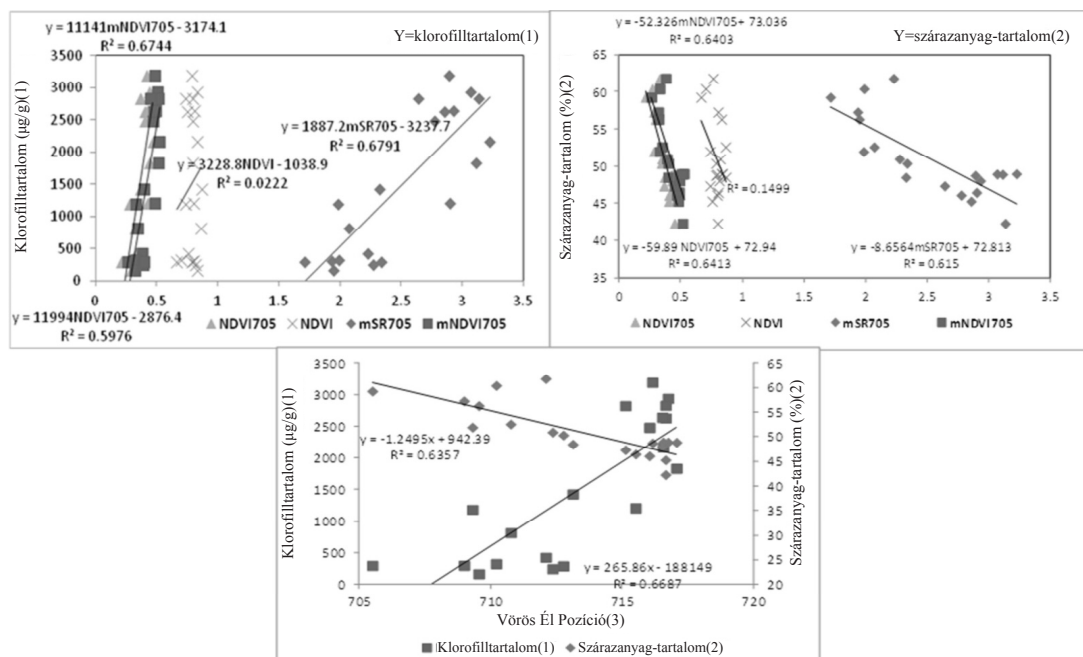 y = 11141mNDVI705 - 3174.1
R² = 0.6744
Y=klorofilltartalom(1)
3500
3000
2500
2000
1500
1000
500
0
Klorofilltartalom (µg/g)(1)
y = 1887.2mSR705 - 3237.7
R² = 0.6791
y = 3228.8NDVI - 1038.9
R² = 0.0222
0 0.5 1 1.5 2 2.5 3 3.5
y = 11994NDVI705 - 2876.4
R² = 0.5976
NDVI705 NDVI mSR705 mNDVI705
y = -52.326mNDVI705+ 73.036
R² = 0.6403
Y=szárazanyag-tartalom(2)
65
60
55
50
45
40
35
Szárazanyag-tartalom (%)(2)
R² = 0.1499
y = -59.89 NDVI705 + 72.94
R² = 0.6413
y = -8.6564mSR705 + 72.813
R² = 0.615
0 0.5 1 1.5 2 2.5 3 3.5
NDVI705 NDVI mSR705 mNDVI705
3500
3000
2500
2000
1500
1000
500
0
Klorofilltartalom (µg/g)(1)
y = -1.2495x + 942.39
R² = 0.6357
y = 265.86x - 188149
R² = 0.6687
65
60
55
50
45
40
35
30
25
20
Szárazanyag-tartalom (%)(2)
705 710 715 720
Vörös Él Pozíció(3)
Klorofilltartalom(1) Szárazanyag-tartalom(2)